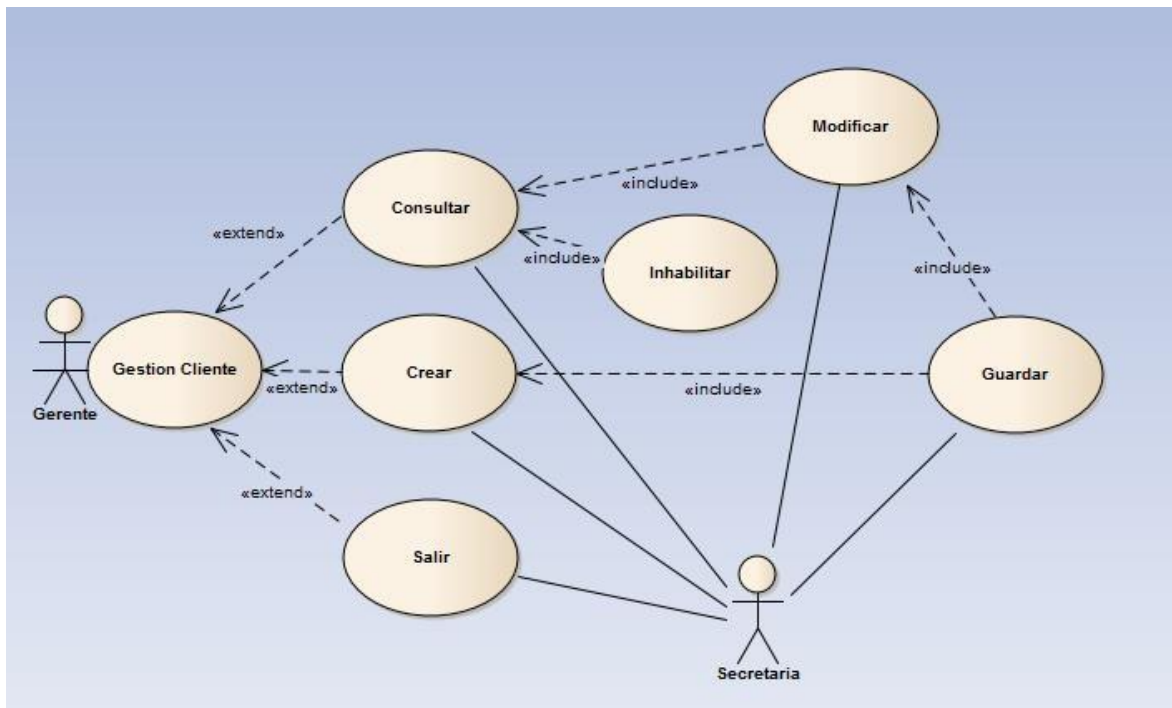 Modificar
«include»
Consultar
«extend»
«include»
Inhabilitar
«include»
Gestion Cliente
«extend»
Crear
«include»
Guardar
Gerente
«extend»
Salir
Secretaria